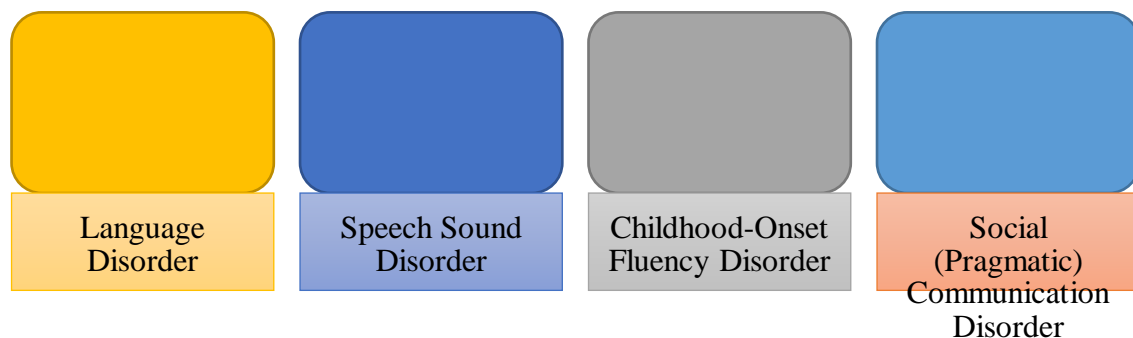 Language
Disorder
Speech Sound
Disorder
Childhood-Onset
Fluency Disorder
Social
(Pragmatic)
Communication
Disorder